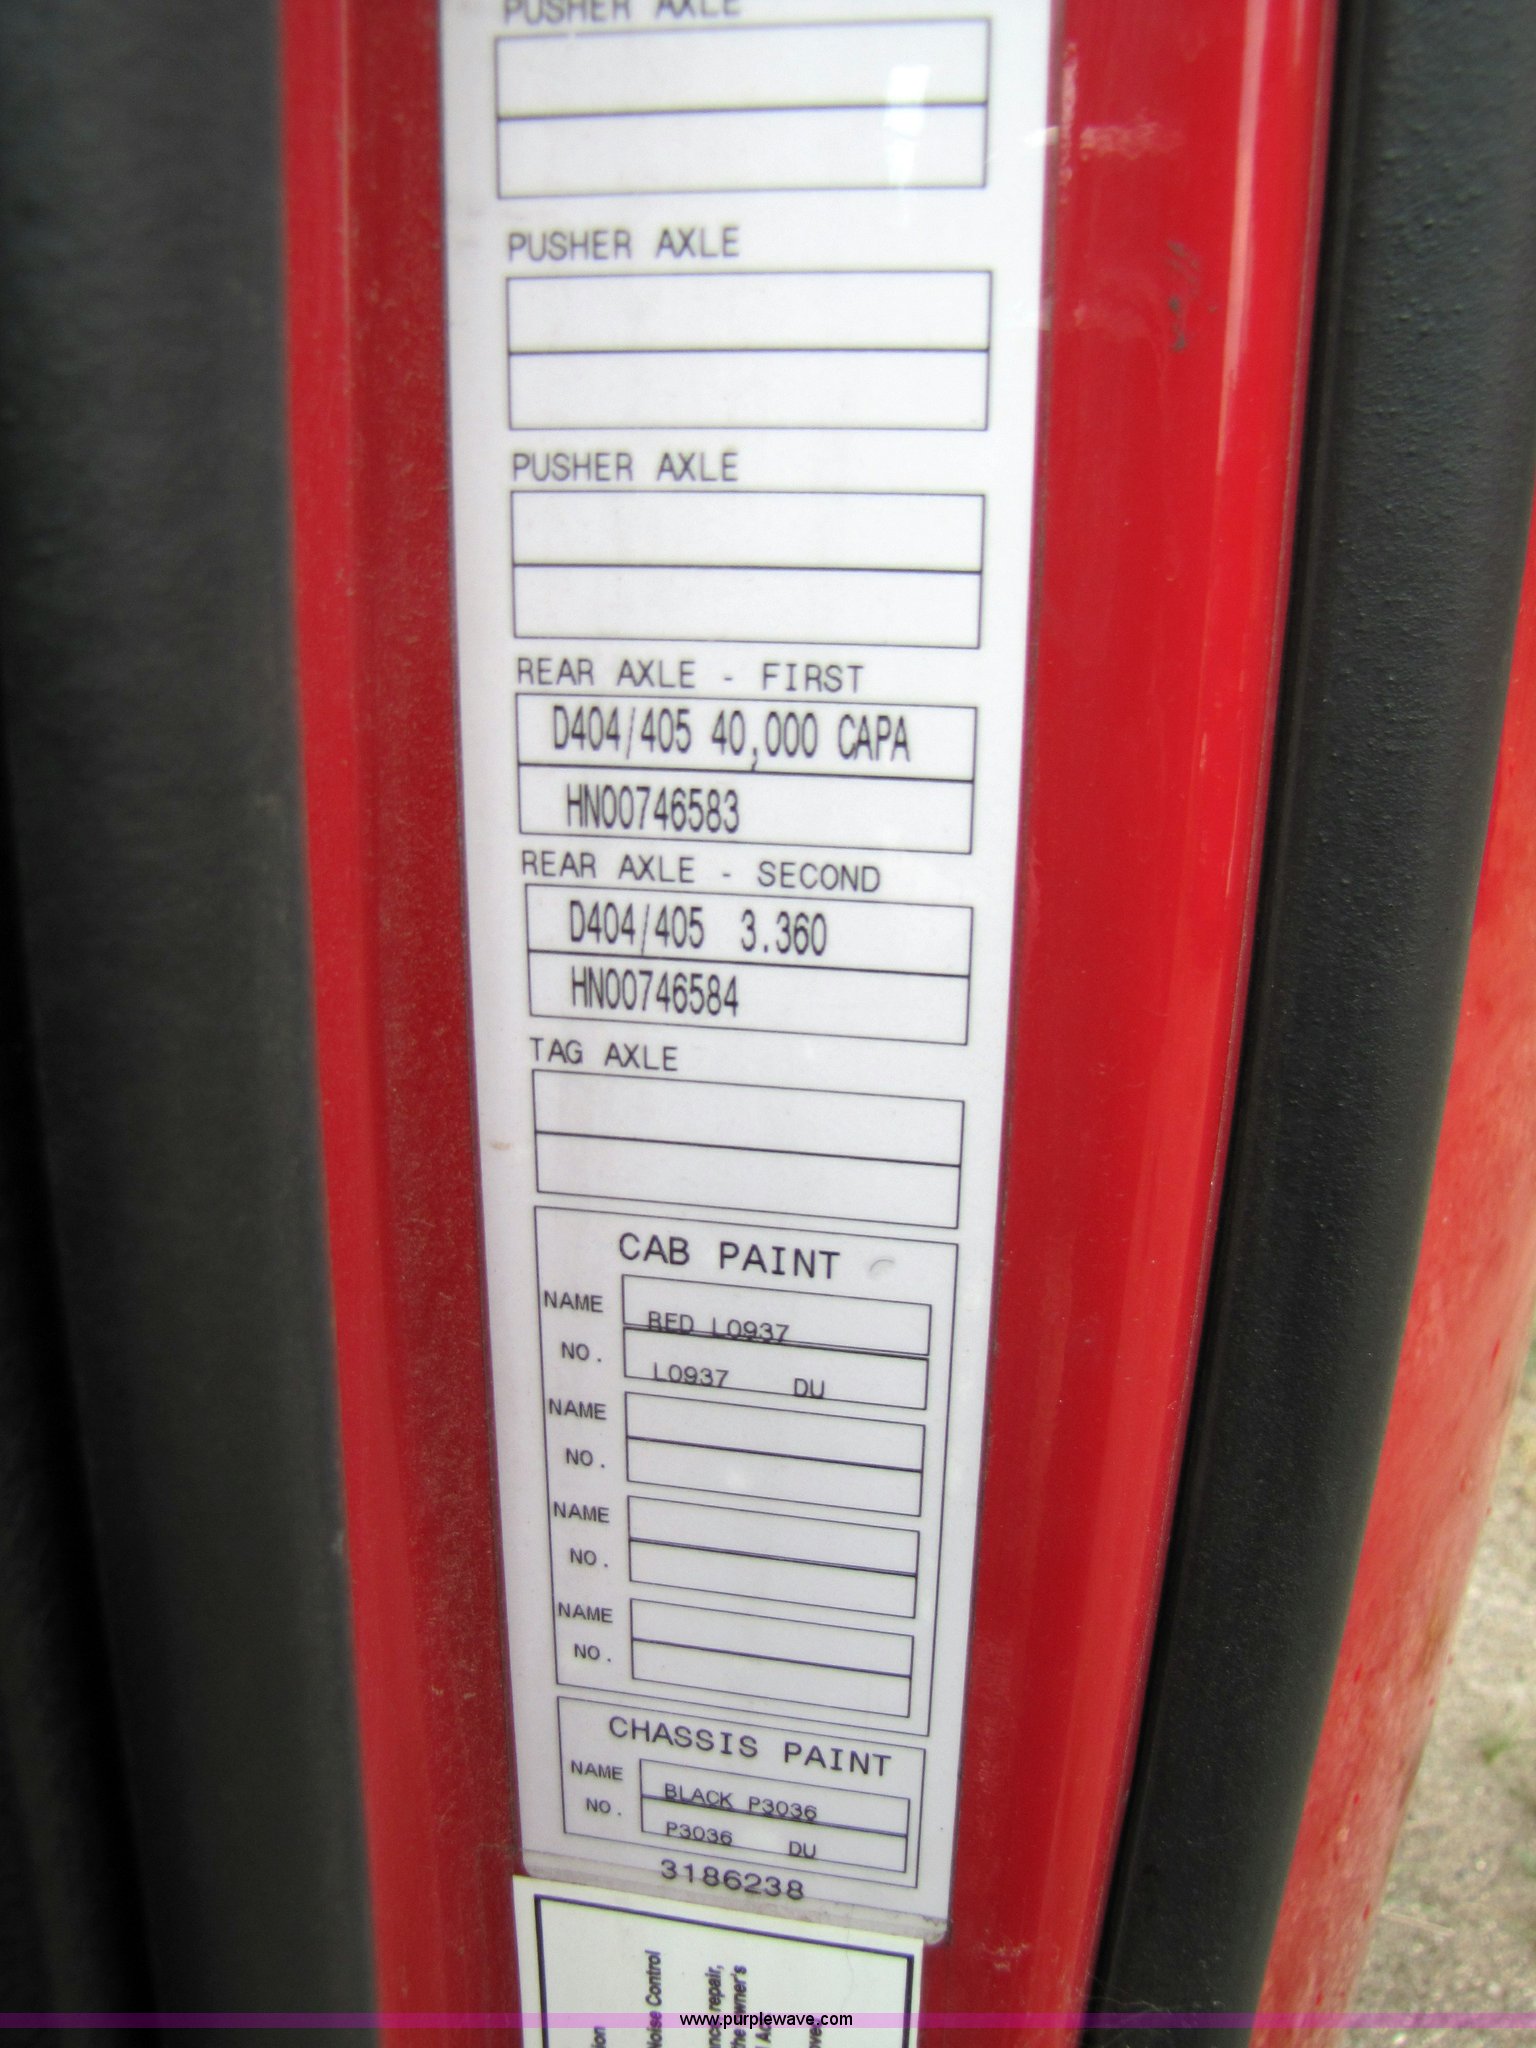 PUSHER AXLE
PUSHER AXLE
PUSHER AXLE
REAR AXLE - FIRST
D404/405 40,000 CAPA
HN00746583
REAR AXLE - SECOND
D404/405 3.360
HN00746584
TAG AXLE
CAB PAINT
NAME RED L0937
NO. L0937 DU
NAME
NO.
NAME
NO.
NAME
NO.
CHASSIS PAINT
NAME BLACK P3036
NO. P3036 DU
3186238
Noise Control
repair,
www.purplewave.com